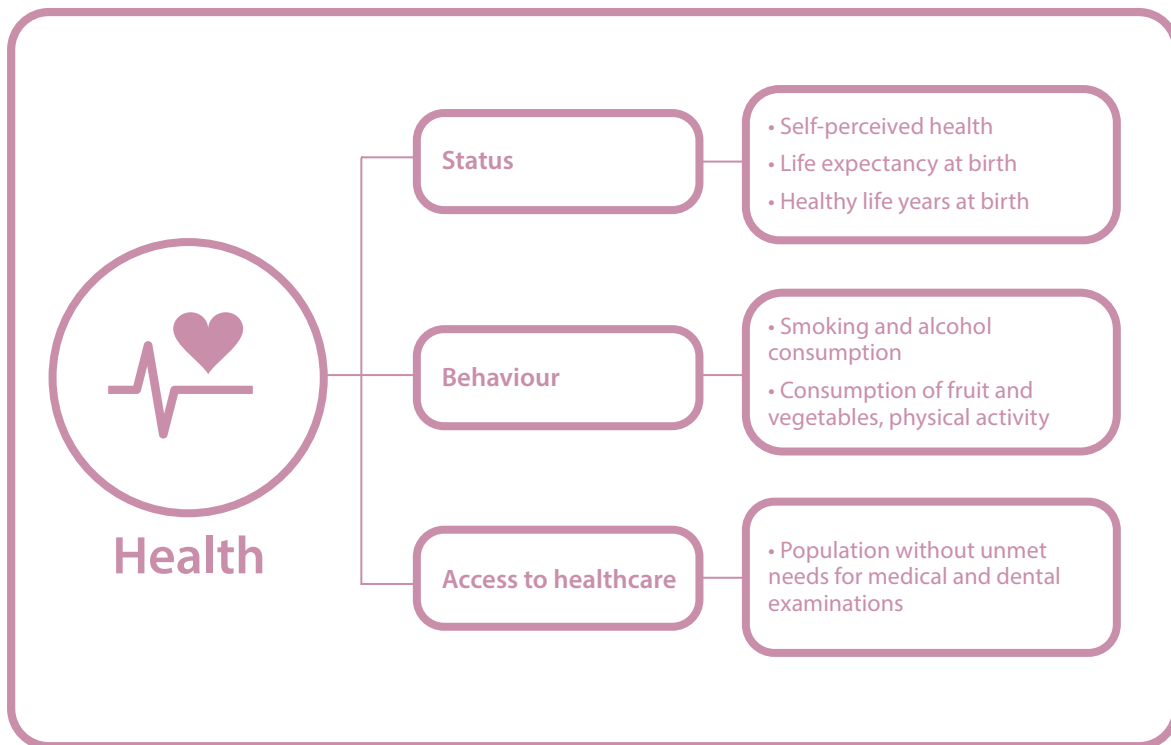 Health
Status
• Self-perceived health
• Life expectancy at birth
• Healthy life years at birth
Behaviour
• Smoking and alcohol
consumption
• Consumption of fruit and
vegetables, physical activity
Access to healthcare
• Population without unmet
needs for medical and dental
examinations